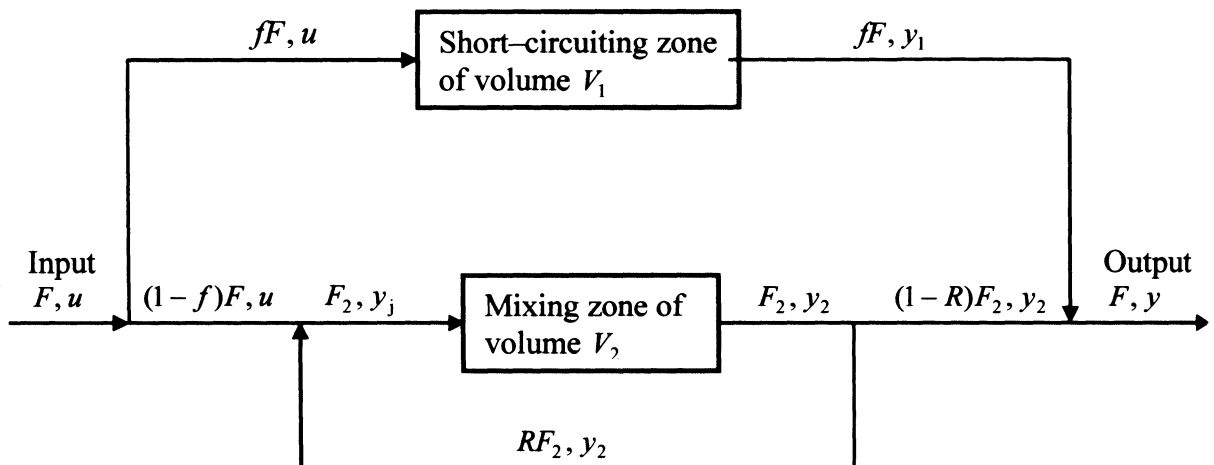 fF, u
Short–circuiting zone
of volume V₁
fF, y₁
Input
F, u
(1 − f)F, u
F₂, yⱼ
Mixing zone of
volume V₂
F₂, y₂
(1 − R)F₂, y₂
Output
F, y
RF₂, y₂